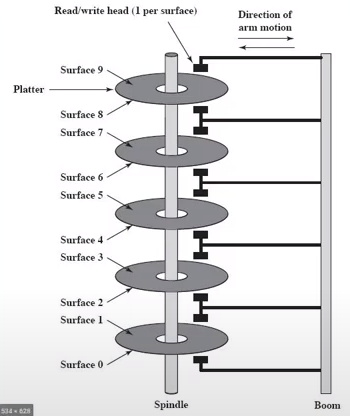 Read/write head (1 per surface)
Direction of
arm motion
Surface 9
Platter
Surface 8
Surface 7
Surface 6
Surface 5
Surface 4
Surface 3
Surface 2
Surface 1
Surface 0
Spindle
Boom
534 × 628